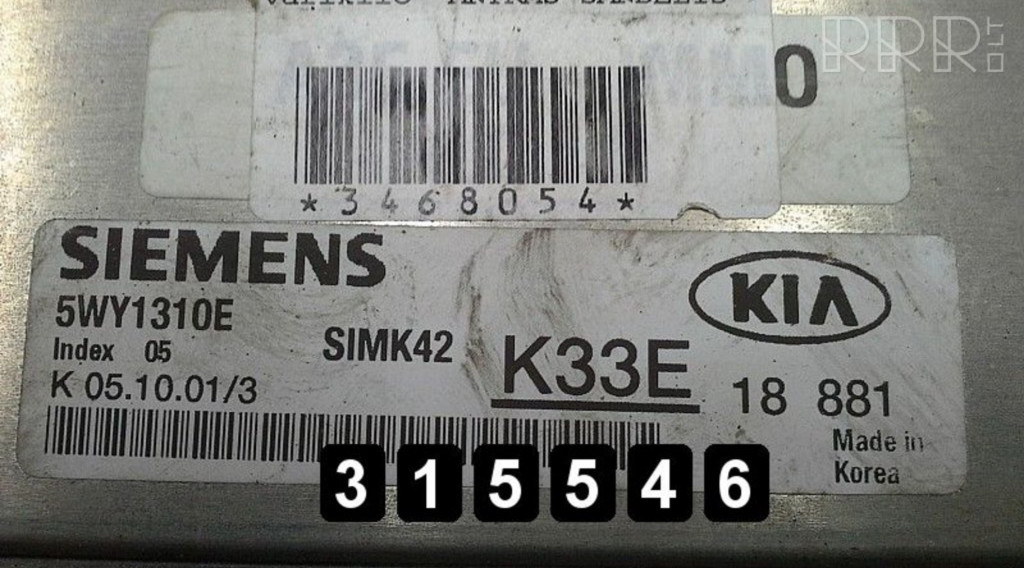 RRR.LT
0
*3468054*
SIEMENS
5WY1310E
Index 05
SIMK42
K 05.10.01/3
K33E
KIA
18 881
Made in
Korea
315546